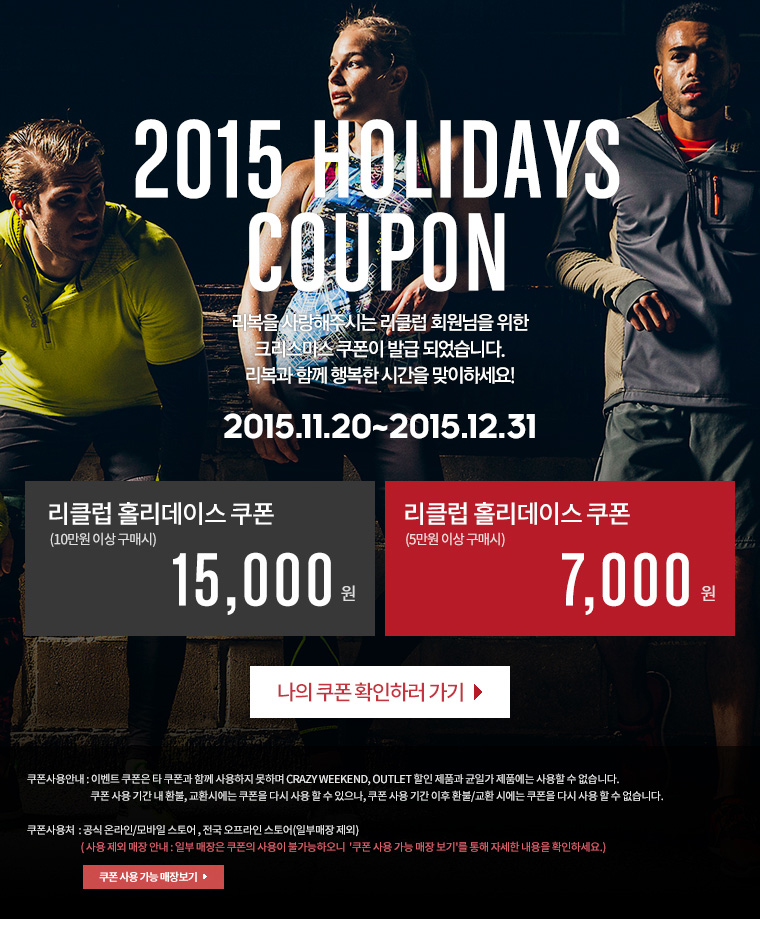 2015 HOLIDAYS
COUPON
리복을 사랑해주시는 리클럽 회원님을 위한
크리스마스 쿠폰이 발급 되었습니다.
리복과 함께 행복한 시간을 맞이하세요!
2015.11.20~2015.12.31
리클럽 홀리데이스 쿠폰
(10만원 이상 구매시)
15,000 원
리클럽 홀리데이스 쿠폰
(5만원 이상 구매시)
7,000 원
나의 쿠폰 확인하러 가기
쿠폰사용안내 : 이벤트 쿠폰은 타 쿠폰과 함께 사용하지 못하며 CRAZY WEEKEND, OUTLET 할인 제품과 균일가 제품에는 사용할 수 없습니다.
쿠폰 사용 기간 내 환불, 교환시에는 쿠폰을 다시 사용 할 수 있으나, 쿠폰 사용 기간 이후 환불/교환 시에는 쿠폰을 다시 사용 할 수 없습니다.
쿠폰사용처 : 공식 온라인/모바일 스토어 , 전국 오프라인 스토어(일부매장 제외)
( 사용 제외 매장 안내 : 일부 매장은 쿠폰의 사용이 불가능하오니 '쿠폰 사용 가능 매장 보기'를 통해 자세한 내용을 확인하세요.)
쿠폰 사용 가능 매장보기